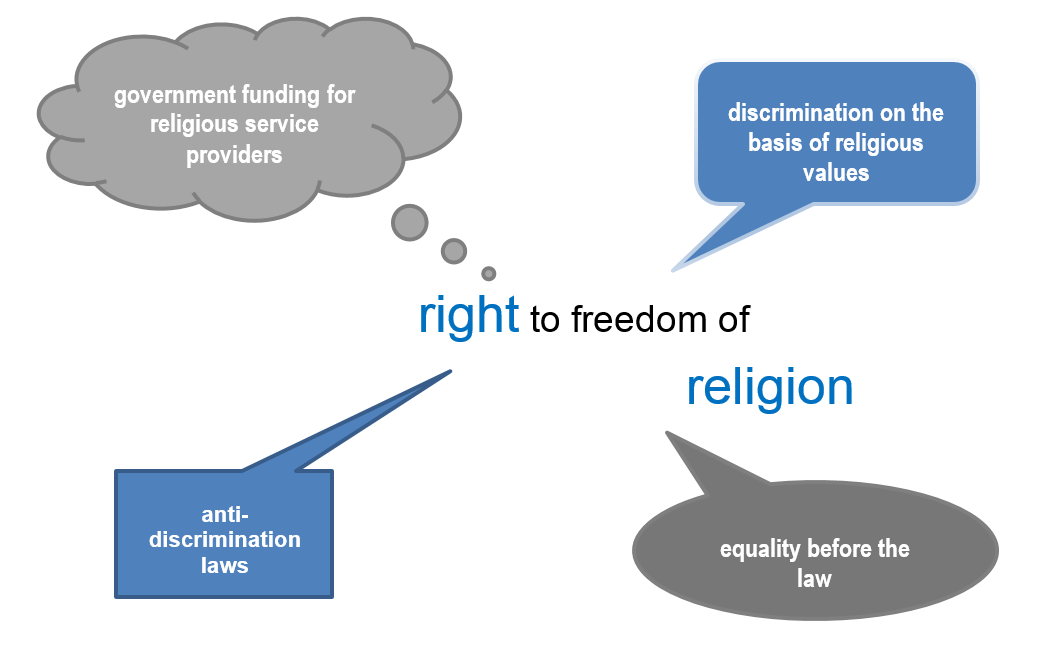 government funding for
religious service
providers
discrimination on the
basis of religious
values
right to freedom of
religion
anti-
discrimination
laws
equality before the
law